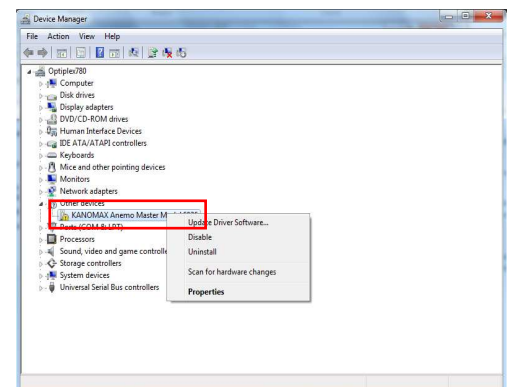 Device Manager
File Action View Help
Optiplex780
Computer
Disk drives
Display adapters
DVD/CD-ROM drives
Human Interface Devices
IDE ATA/ATAPI controllers
Keyboards
Mice and other pointing devices
Monitors
Network adapters
Other devices
KANOMAX Anemo Master
Ports (COM & LPT)
Processors
Sound, video and game controlle
Storage controllers
System devices
Universal Serial Bus controllers
Update Driver Software...
Disable
Uninstall
Scan for hardware changes
Properties